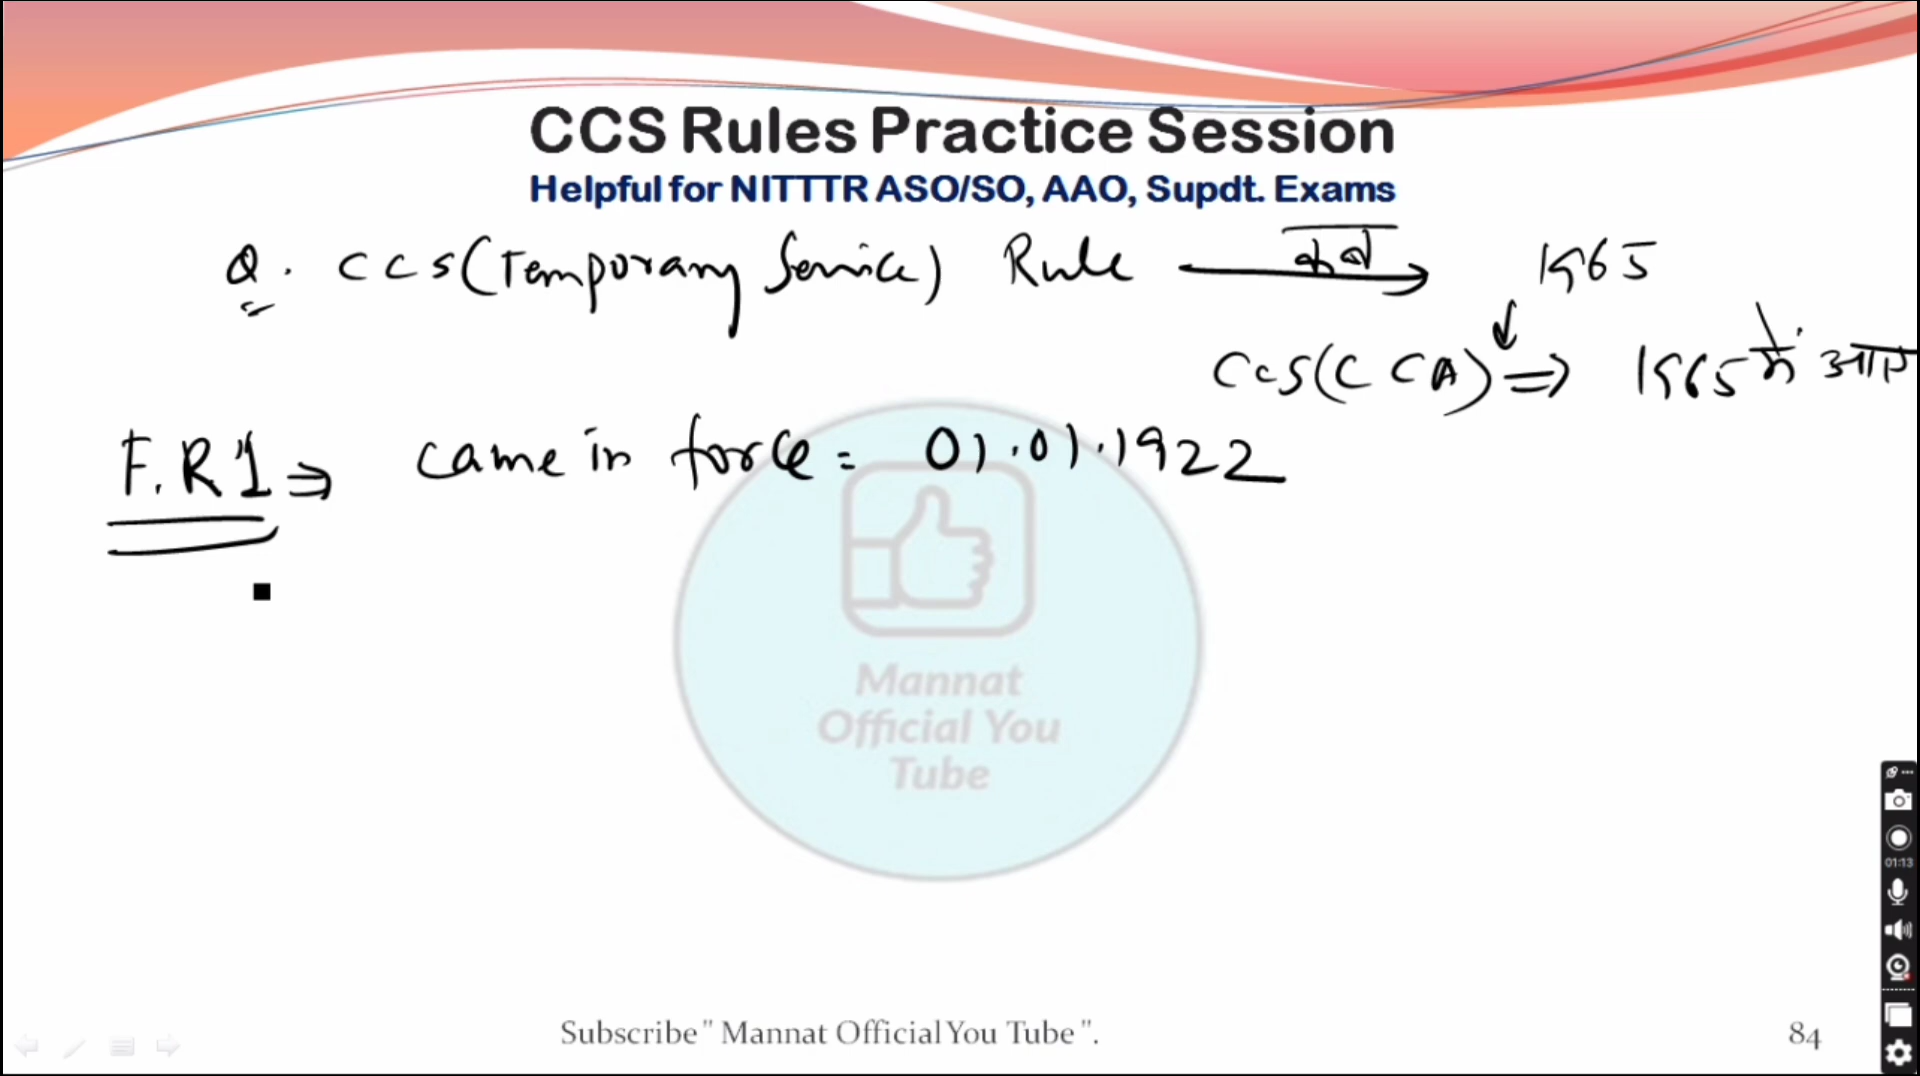 CCS Rules Practice Session
Helpful for NITTTR ASO/SO, AAO, Supdt. Exams
Q. CCS (Temporary Service) Rule कब 1965
CCS (CCA) ⇒ 1965 में
F.R 1 ⇒ came in force = 01.01.1922
Mannat
Official You
Tube
01:13
Subscribe " Mannat Official You Tube ".
84